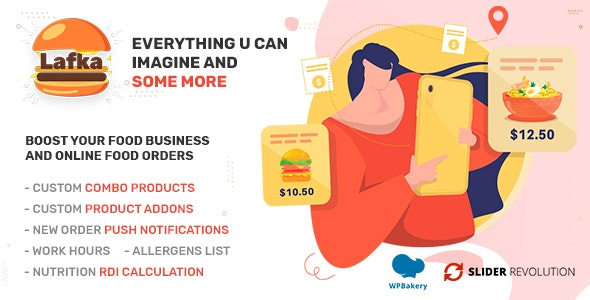 Lafka
EVERYTHING U CAN
IMAGINE AND
SOME MORE
BOOST YOUR FOOD BUSINESS
AND ONLINE FOOD ORDERS
- CUSTOM COMBO PRODUCTS
- CUSTOM PRODUCT ADDONS
- NEW ORDER PUSH NOTIFICATIONS
- WORK HOURS - ALLERGENS LIST
- NUTRITION RDI CALCULATION
$10.50
$12.50
WPBakery
SLIDER REVOLUTION